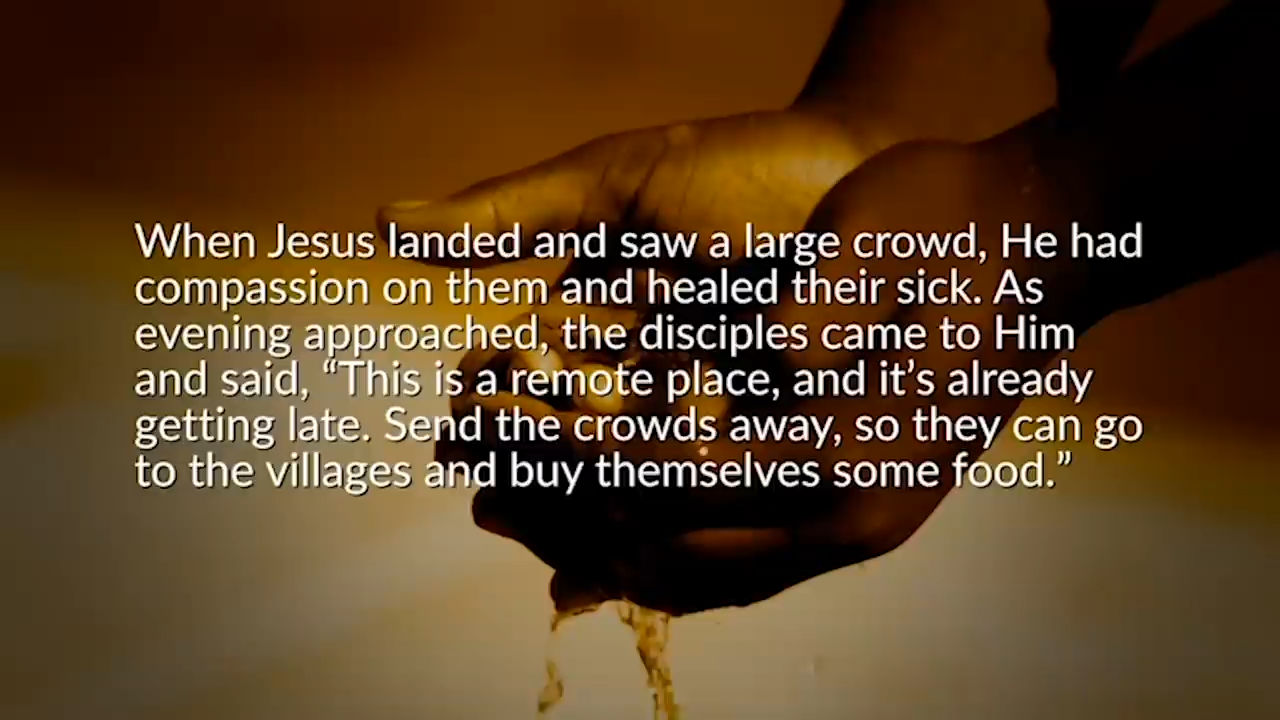 When Jesus landed and saw a large crowd, He had
compassion on them and healed their sick. As
evening approached, the disciples came to Him
and said, “This is a remote place, and it’s already
getting late. Send the crowds away, so they can go
to the villages and buy themselves some food.”